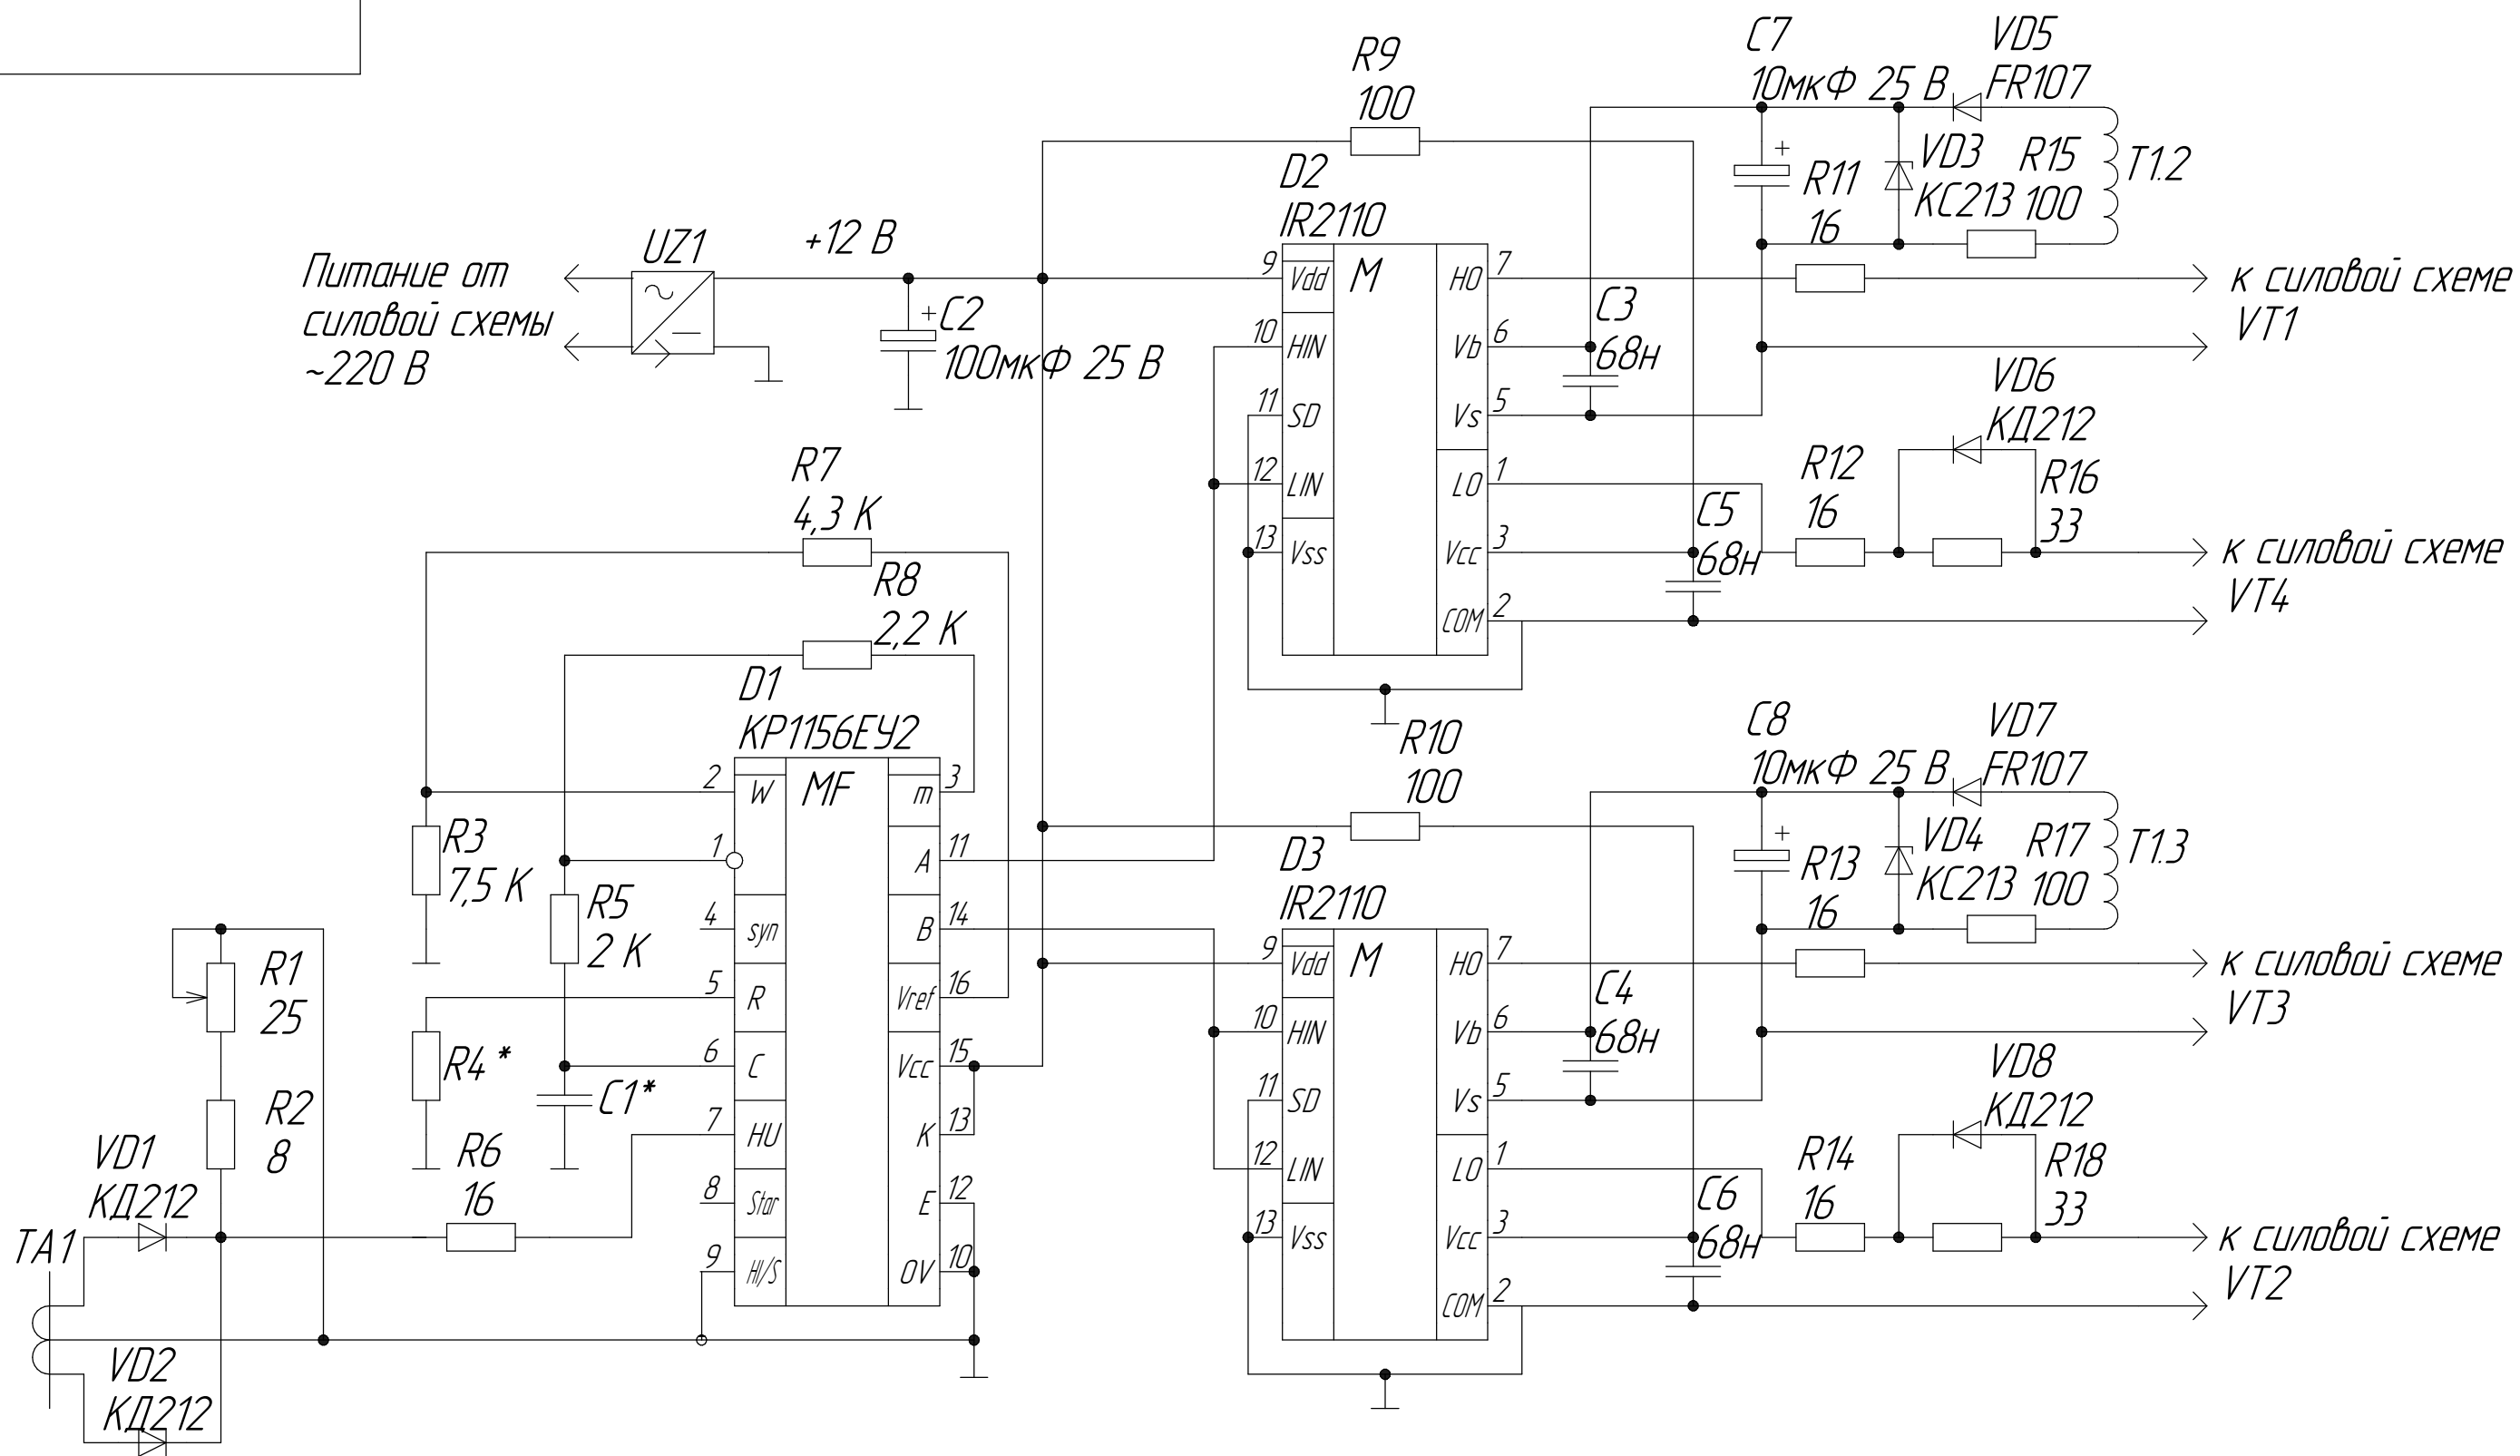 C7
10мкФ 25 В
VD5
FR107
R9
100
VD3
КС213
R15
100
T1.2
R11
16
D2
IR2110
UZ1
+12 В
Питание от
силовой схемы
~220 В
C2
100мкФ 25 В
9
Vdd
M
HO
7
10
HIN
Vb
6
11
SD
Vs
5
12
LIN
LO
1
13
Vss
Vcc
3
COM
2
C3
68н
к силовой схеме
VT1
VD6
КД212
R12
16
R16
33
C5
68н
к силовой схеме
VT4
R7
4,3 К
R8
2,2 К
D1
КР1156ЕУ2
2
W
MF
m
3
1
A
11
4
syn
B
14
5
R
Vref
16
6
C
Vcc
15
7
HU
K
13
8
Star
E
12
9
HI/S
OV
10
R3
7,5 К
R5
2 К
R1
25
R4*
C1*
R2
8
R6
16
VD1
КД212
TA1
VD2
КД212
R10
100
C8
10мкФ 25 В
VD7
FR107
VD4
КС213
R17
100
T1.3
R13
16
D3
IR2110
9
Vdd
M
HO
7
10
HIN
Vb
6
11
SD
Vs
5
12
LIN
LO
1
13
Vss
Vcc
3
COM
2
C4
68н
к силовой схеме
VT3
VD8
КД212
R14
16
R18
33
C6
68н
к силовой схеме
VT2